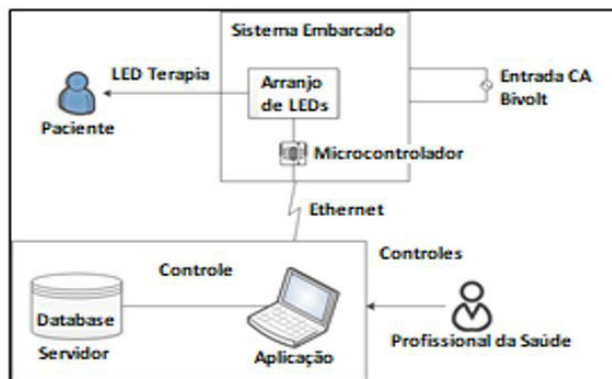 Sistema Embarcado
LED Terapia
Arranjo
de LEDs
Entrada CA
Bivolt
Paciente
Microcontrolador
Ethernet
Controle
Controles
Database
Servidor
Aplicação
Profissional da Saúde